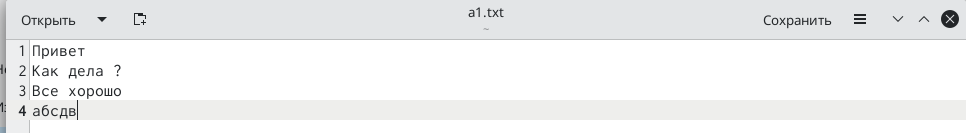 Открыть
a1.txt
~
Сохранить
1 Привет
2 Как дела ?
3 Все хорошо
4 абсдв